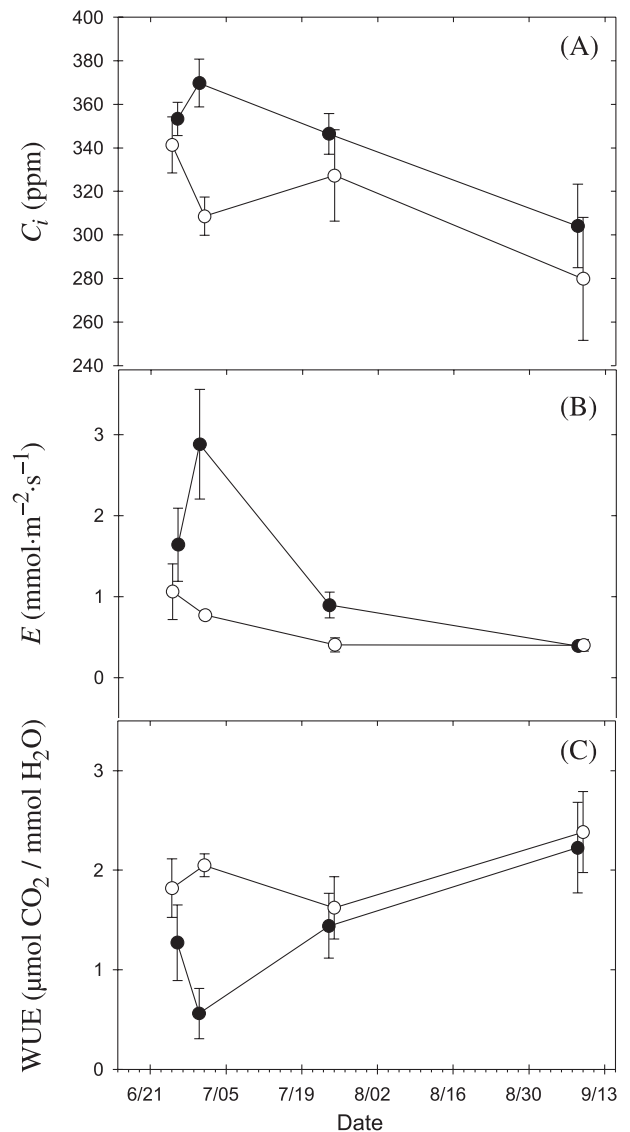 (A)
400
380
360
340
320
300
280
260
240
C_i (ppm)
(B)
3
2
1
0
E (mmol·m⁻²·s⁻¹)
(C)
3
2
1
0
WUE (μmol CO₂ / mmol H₂O)
6/21 7/05 7/19 8/02 8/16 8/30 9/13
Date